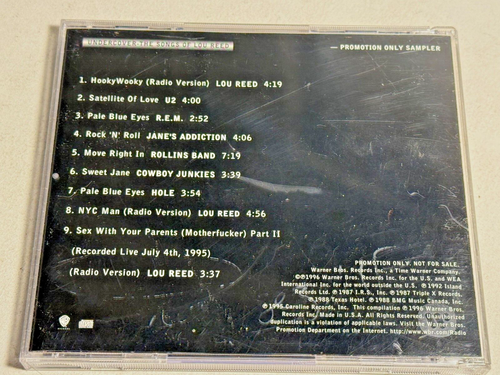 UNDERCOVER-THE SONGS OF LOU REED
— PROMOTION ONLY SAMPLER
1. HookyWooky (Radio Version) LOU REED 4:19
2. Satellite Of Love U2 4:00
3. Pale Blue Eyes R.E.M. 2:52
4. Rock 'N' Roll JANE'S ADDICTION 4:06
5. Move Right In ROLLINS BAND 7:19
6. Sweet Jane COWBOY JUNKIES 3:39
7. Pale Blue Eyes HOLE 3:54
8. NYC Man (Radio Version) LOU REED 4:56
9. Sex With Your Parents (Motherfucker) Part II
(Recorded Live July 4th, 1995)
(Radio Version) LOU REED 3:37
PROMOTION ONLY. NOT FOR SALE.
Warner Bros. Records Inc., a Time Warner Company.
©℗1996 Warner Bros. Records Inc. for the U.S. and WEA
International Inc. for the world outside the U.S. ℗1992 Island
Records Ltd. ℗1987 I.R.S., Inc. ℗1987 Triple X Records.
℗1988 Texas Hotel. ℗1988 BMG Music Canada, Inc.
℗1995 Caroline Records, Inc. This compilation ℗1996 Warner Bros.
Records Inc. Made in U.S.A. All Rights Reserved. Unauthorized
duplication is a violation of applicable laws. Visit the Warner Bros.
Promotion Department on the Internet. http://www.wbr.com/Radio